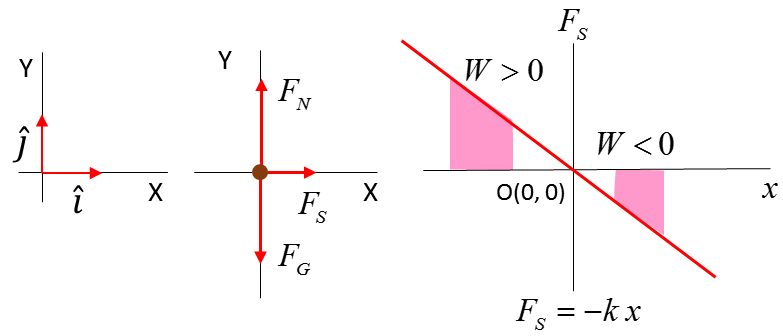 Y
ĵ
î
X
Y
F_N
X
F_S
F_G
F_S
W > 0
W < 0
O(0, 0)
x
F_S = −k x